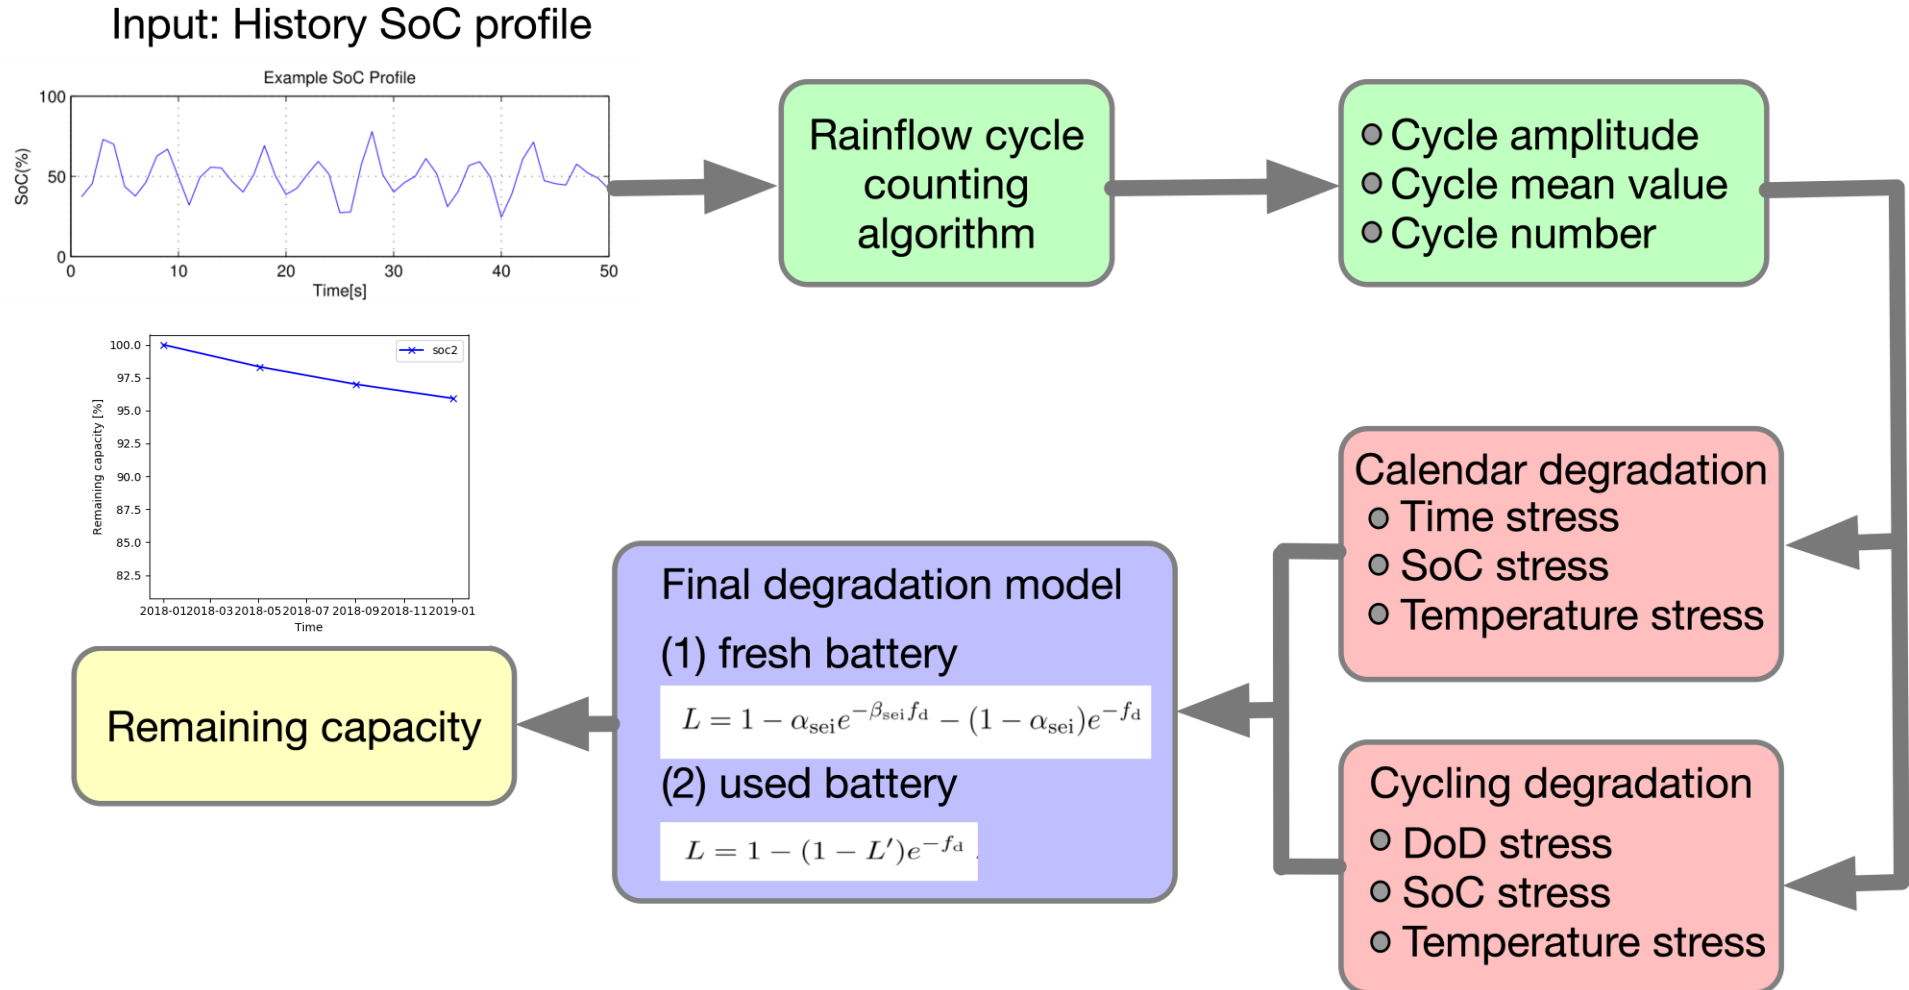 Input: History SoC profile
Example SoC Profile
100
50
0
SoC(%)
0 10 20 30 40 50
Time[s]
Rainflow cycle
counting
algorithm
Cycle amplitude
Cycle mean value
Cycle number
Calendar degradation
Time stress
SoC stress
Temperature stress
Cycling degradation
DoD stress
SoC stress
Temperature stress
Final degradation model
(1) fresh battery
L = 1 − α_sei e^{−β_sei f_d} − (1 − α_sei)e^{−f_d}
(2) used battery
L = 1 − (1 − L′)e^{−f_d} .
soc2
100.0
97.5
95.0
92.5
90.0
87.5
85.0
82.5
Remaining capacity [%]
2018-01 2018-03 2018-05 2018-07 2018-09 2018-11 2019-01
Time
Remaining capacity